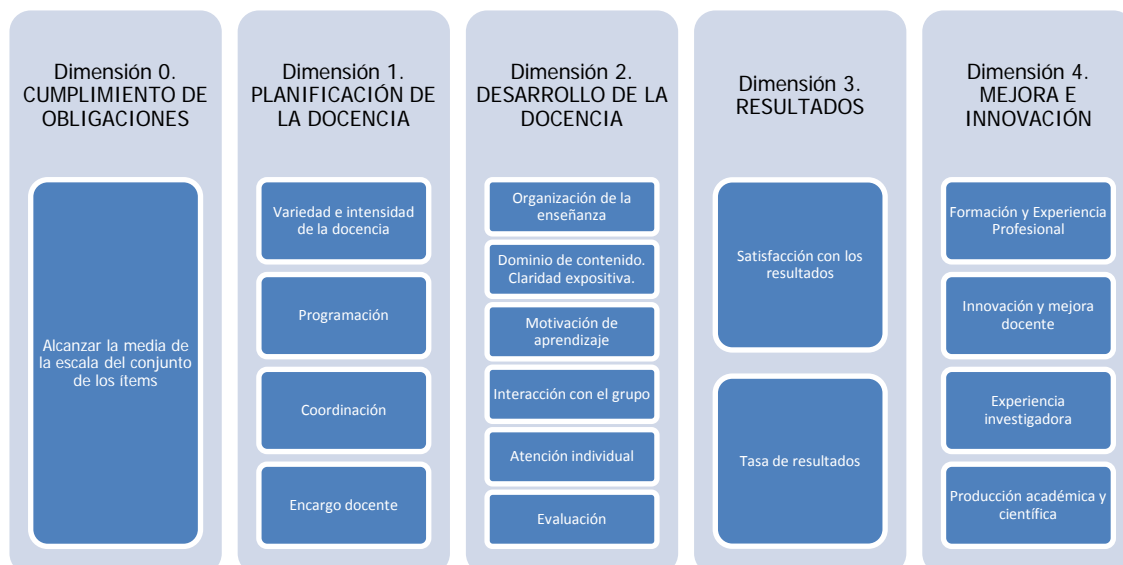 Dimensión 0.
CUMPLIMIENTO DE
OBLIGACIONES
Alcanzar la media de
la escala del conjunto
de los ítems
Dimensión 1.
PLANIFICACIÓN DE
LA DOCENCIA
Variedad e intensidad
de la docencia
Programación
Coordinación
Encargo docente
Dimensión 2.
DESARROLLO DE LA
DOCENCIA
Organización de la
enseñanza
Dominio de contenido.
Claridad expositiva.
Motivación de
aprendizaje
Interacción con el grupo
Atención individual
Evaluación
Dimensión 3.
RESULTADOS
Satisfacción con los
resultados
Tasa de resultados
Dimensión 4.
MEJORA E
INNOVACIÓN
Formación y Experiencia
Profesional
Innovación y mejora
docente
Experiencia
investigadora
Producción académica y
científica